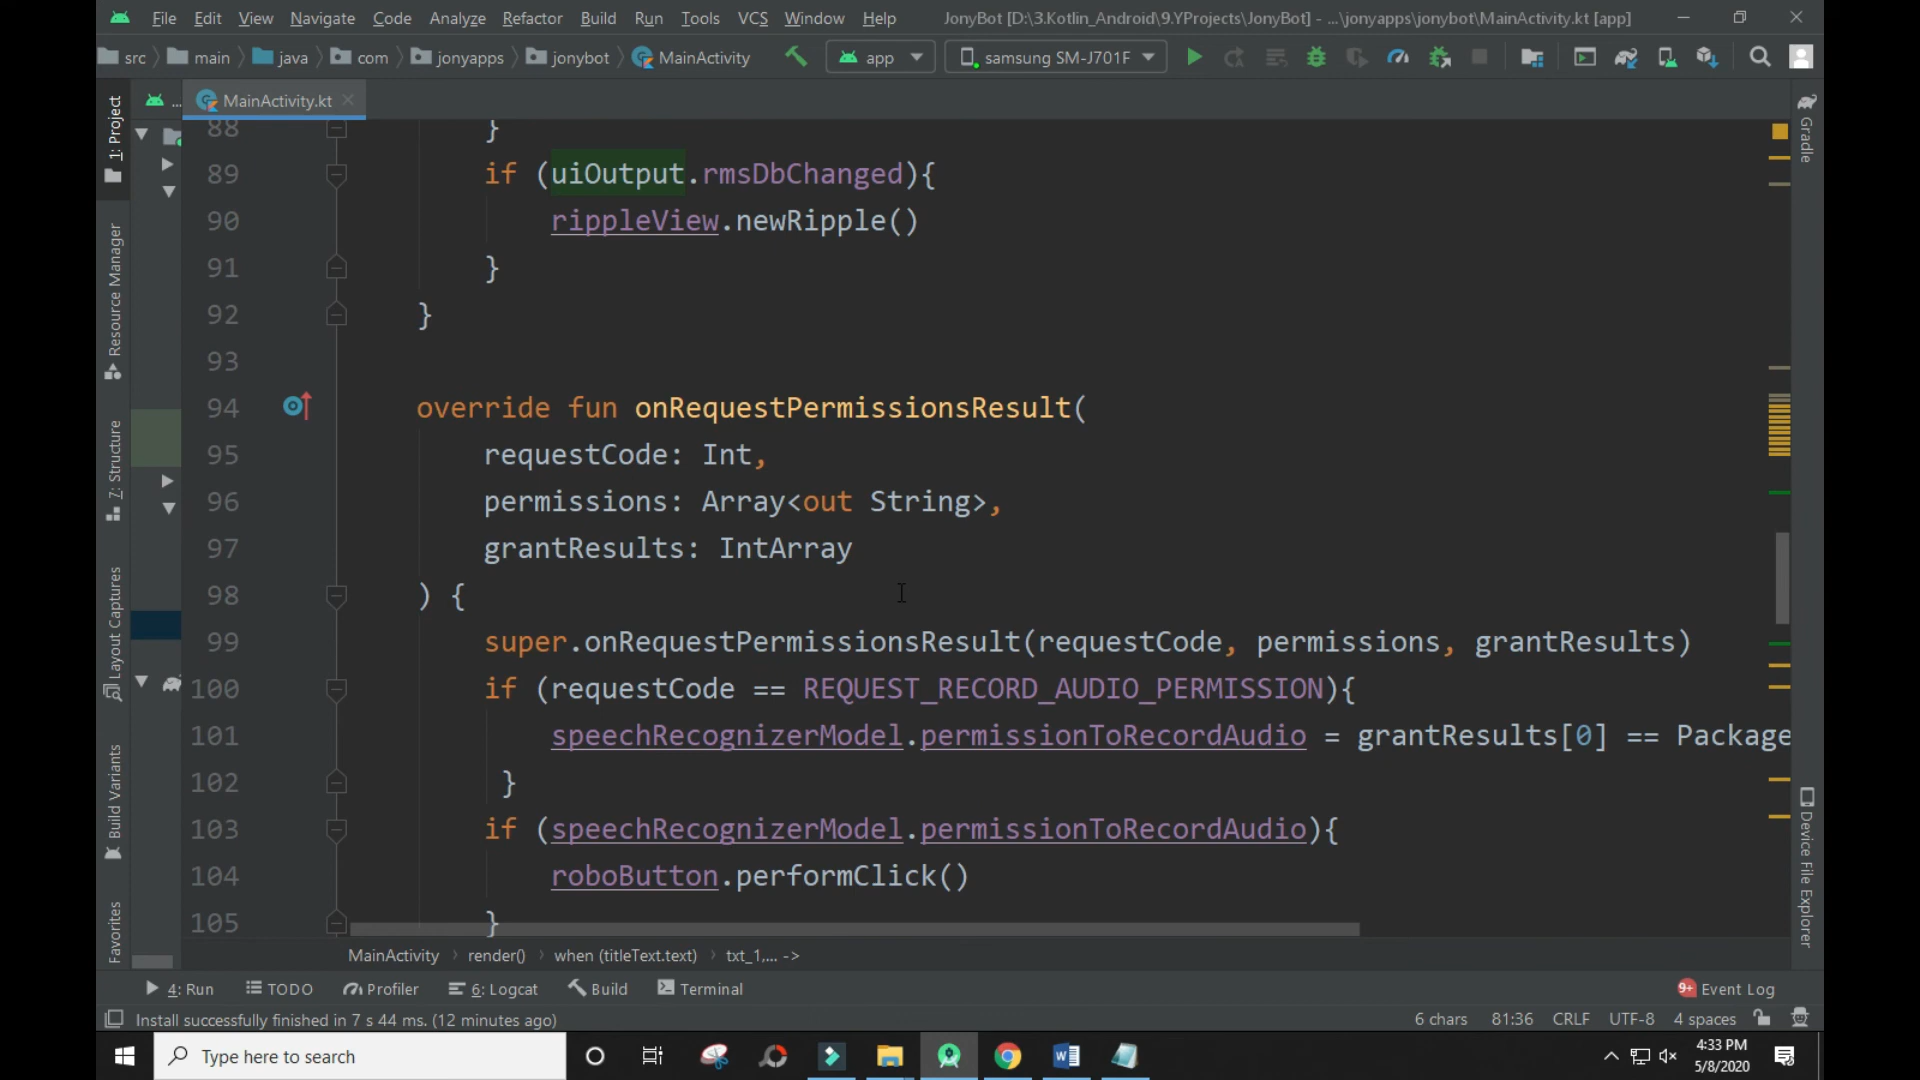 File Edit View Navigate Code Analyze Refactor Build Run Tools VCS Window Help JonyBot [D:\3.Kotlin_Android\9.YProjects\JonyBot] - ...\jonyapps\jonybot\MainActivity.kt [app]
src main java com jonyapps jonybot MainActivity app samsung SM-J701F
1: Project
Resource Manager
7: Structure
Layout Captures
Build Variants
Favorites
...
MainActivity.kt
88 }
89 if (uiOutput.rmsDbChanged){
90 rippleView.newRipple()
91 }
92 }
93
94 override fun onRequestPermissionsResult(
95 requestCode: Int,
96 permissions: Array<out String>,
97 grantResults: IntArray
98 ) {
99 super.onRequestPermissionsResult(requestCode, permissions, grantResults)
100 if (requestCode == REQUEST_RECORD_AUDIO_PERMISSION){
101 speechRecognizerModel.permissionToRecordAudio = grantResults[0] == Package
102 }
103 if (speechRecognizerModel.permissionToRecordAudio){
104 roboButton.performClick()
105 }
Gradle
Device File Explorer
MainActivity render() when (titleText.text) txt_1,... ->
4: Run TODO Profiler 6: Logcat Build Terminal 9+ Event Log
Install successfully finished in 7 s 44 ms. (12 minutes ago) 6 chars 81:36 CRLF UTF-8 4 spaces
Type here to search
4:33 PM
5/8/2020